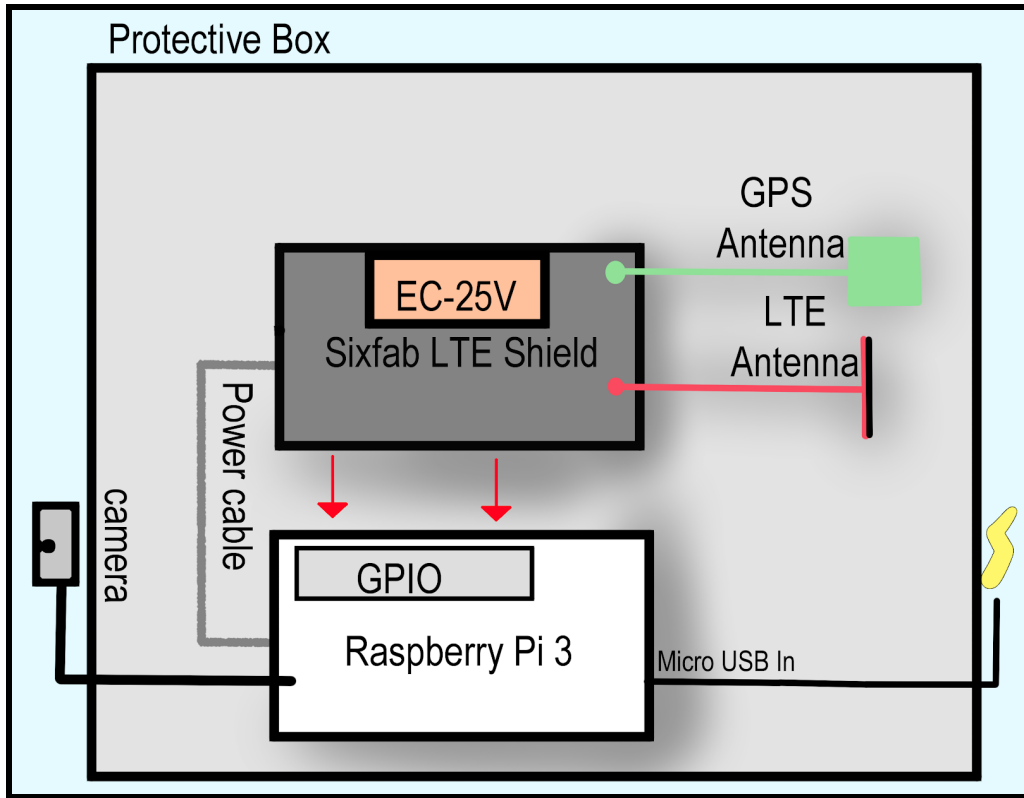 Protective Box
GPS
Antenna
EC-25V
LTE
Sixfab LTE Shield
Antenna
Power cable
camera
GPIO
Raspberry Pi 3
Micro USB In